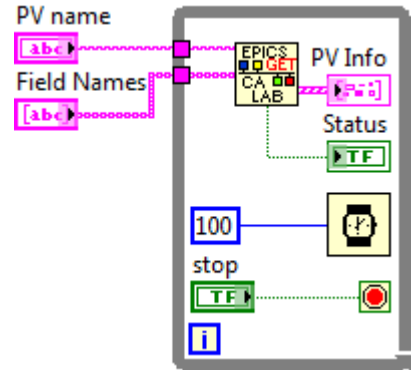 PV name
abc
Field Names
abc
EPICS
GET
CA
LAB
PV Info
Status
TF
100
stop
TF
i